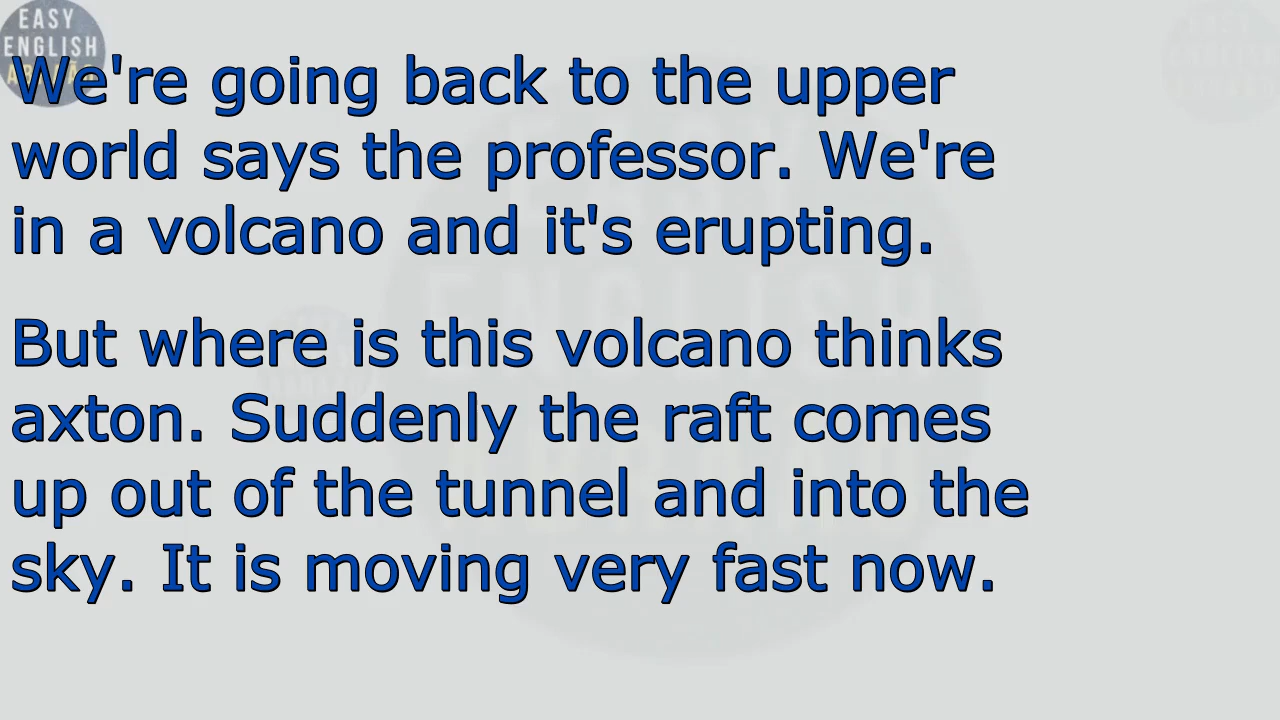 EASY
ENGLISH
We're going back to the upper
world says the professor. We're
in a volcano and it's erupting.
But where is this volcano thinks
axton. Suddenly the raft comes
up out of the tunnel and into the
sky. It is moving very fast now.